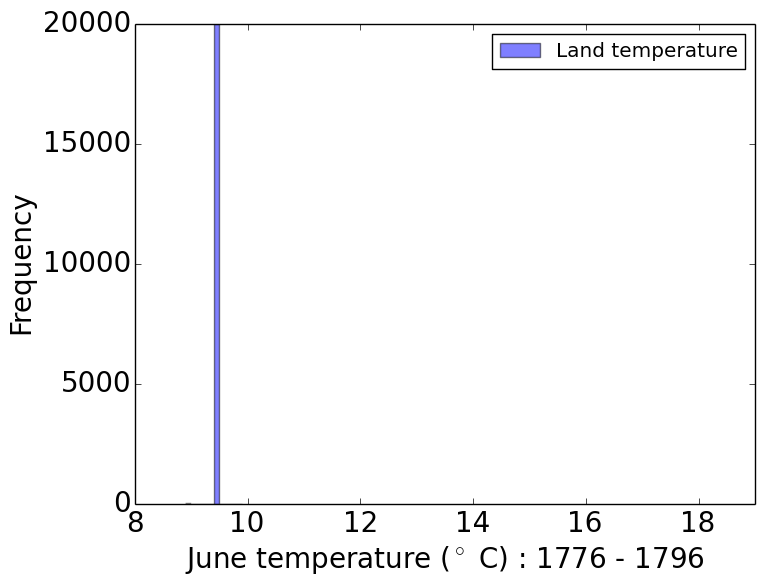 20000
Land temperature
15000
Frequency
10000
5000
0
8 10 12 14 16 18
June temperature (° C) : 1776 - 1796